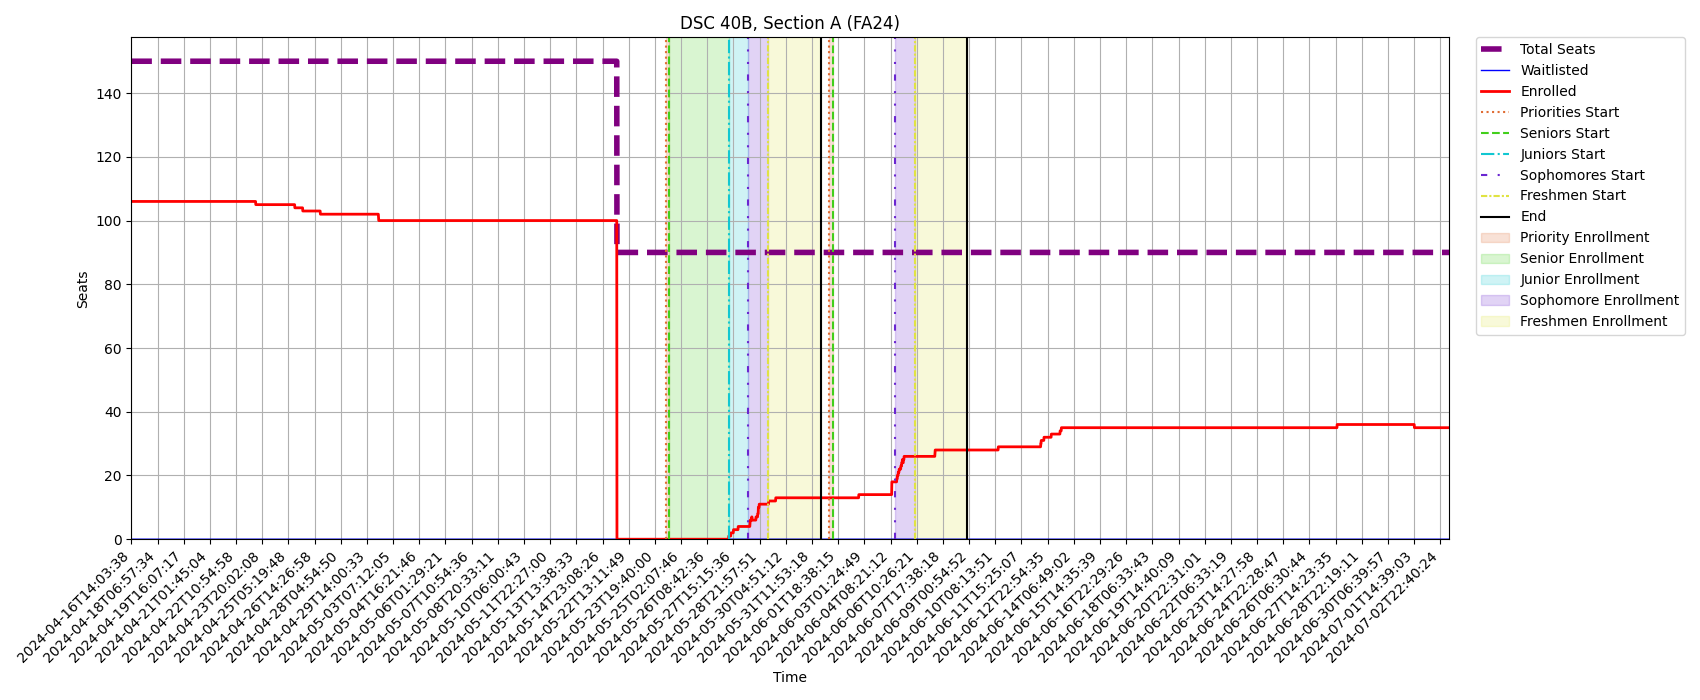 DSC 40B, Section A (FA24)
Total Seats
Waitlisted
Enrolled
Priorities Start
Seniors Start
Juniors Start
Sophomores Start
Freshmen Start
End
Priority Enrollment
Senior Enrollment
Junior Enrollment
Sophomore Enrollment
Freshmen Enrollment
Seats
140
120
100
80
60
40
20
0
2024-04-16T14:03:38
2024-04-18T06:57:34
2024-04-19T16:07:17
2024-04-21T01:45:04
2024-04-22T10:54:58
2024-04-23T20:02:08
2024-04-25T05:19:48
2024-04-26T14:26:58
2024-04-28T04:54:50
2024-04-29T14:00:33
2024-05-03T07:12:05
2024-05-04T16:21:46
2024-05-06T01:29:21
2024-05-07T10:54:36
2024-05-08T20:33:11
2024-05-10T06:00:43
2024-05-11T22:27:00
2024-05-13T13:38:33
2024-05-14T23:08:26
2024-05-22T13:11:49
2024-05-23T19:40:00
2024-05-25T02:07:46
2024-05-26T08:42:36
2024-05-27T15:15:36
2024-05-28T21:57:51
2024-05-30T04:51:12
2024-05-31T11:53:18
2024-06-01T18:38:15
2024-06-03T01:24:49
2024-06-04T08:21:12
2024-06-06T10:26:21
2024-06-07T17:38:18
2024-06-09T00:54:52
2024-06-10T08:13:51
2024-06-11T15:25:07
2024-06-12T22:54:35
2024-06-14T06:49:02
2024-06-15T14:35:39
2024-06-16T22:29:26
2024-06-18T06:33:43
2024-06-19T14:40:09
2024-06-20T22:31:01
2024-06-22T06:33:19
2024-06-23T14:27:58
2024-06-24T22:28:47
2024-06-26T06:30:44
2024-06-27T14:23:35
2024-06-28T22:19:11
2024-06-30T06:39:57
2024-07-01T14:39:03
2024-07-02T22:40:24
Time